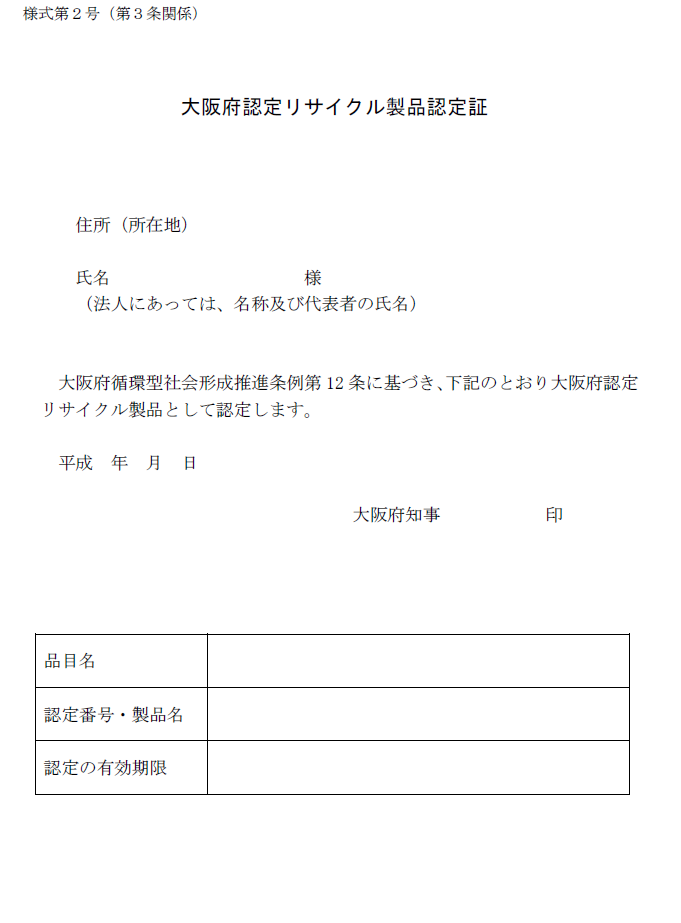 様式第２号（第３条関係）
大阪府認定リサイクル製品認定証
住所（所在地）
氏名　　　　　　　　　　　様
（法人にあっては、名称及び代表者の氏名）
大阪府循環型社会形成推進条例第 12 条に基づき、下記のとおり大阪府認定
リサイクル製品として認定します。
平成　年　月　日
大阪府知事　　　　　　印
品目名
認定番号・製品名
認定の有効期限